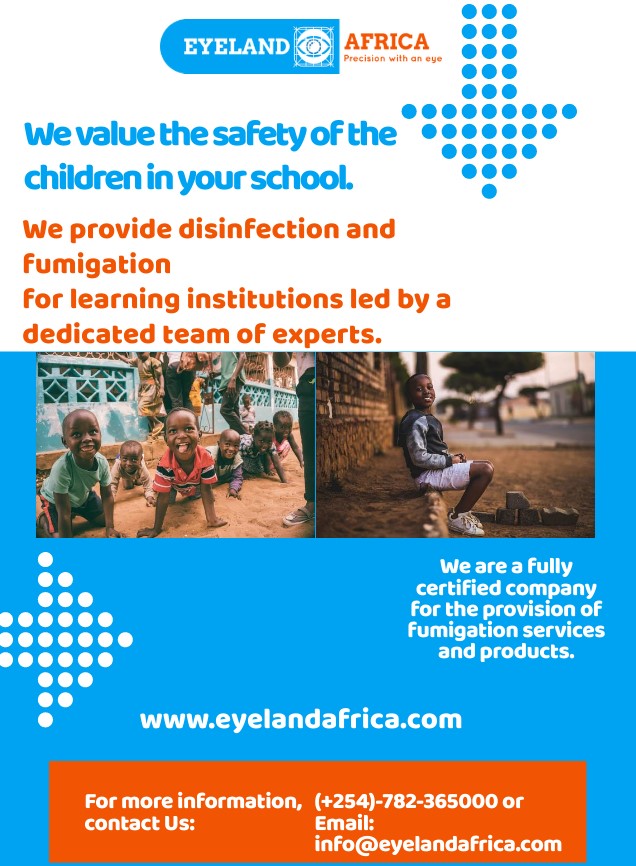 EYELAND AFRICA
Precision with an eye
We value the safety of the
children in your school.
We provide disinfection and
fumigation
for learning institutions led by a
dedicated team of experts.
We are a fully
certified company
for the provision of
fumigation services
and products.
www.eyelandafrica.com
For more information,
contact Us:
(+254)-782-365000 or
Email:
info@eyelandafrica.com